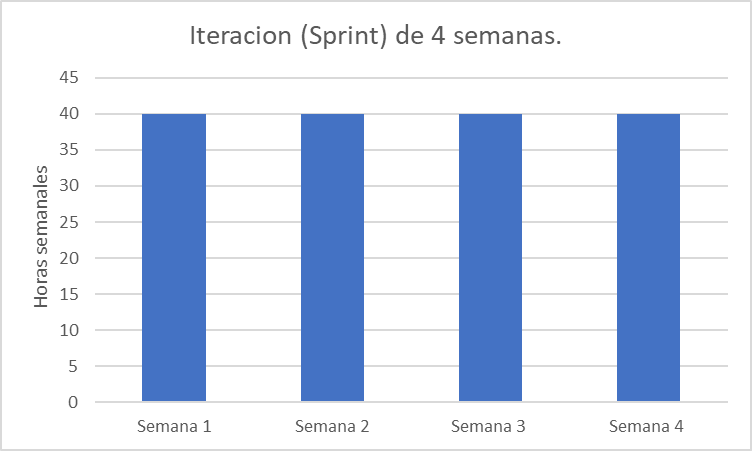 Iteracion (Sprint) de 4 semanas.
Horas semanales
45
40
35
30
25
20
15
10
5
0
Semana 1
Semana 2
Semana 3
Semana 4